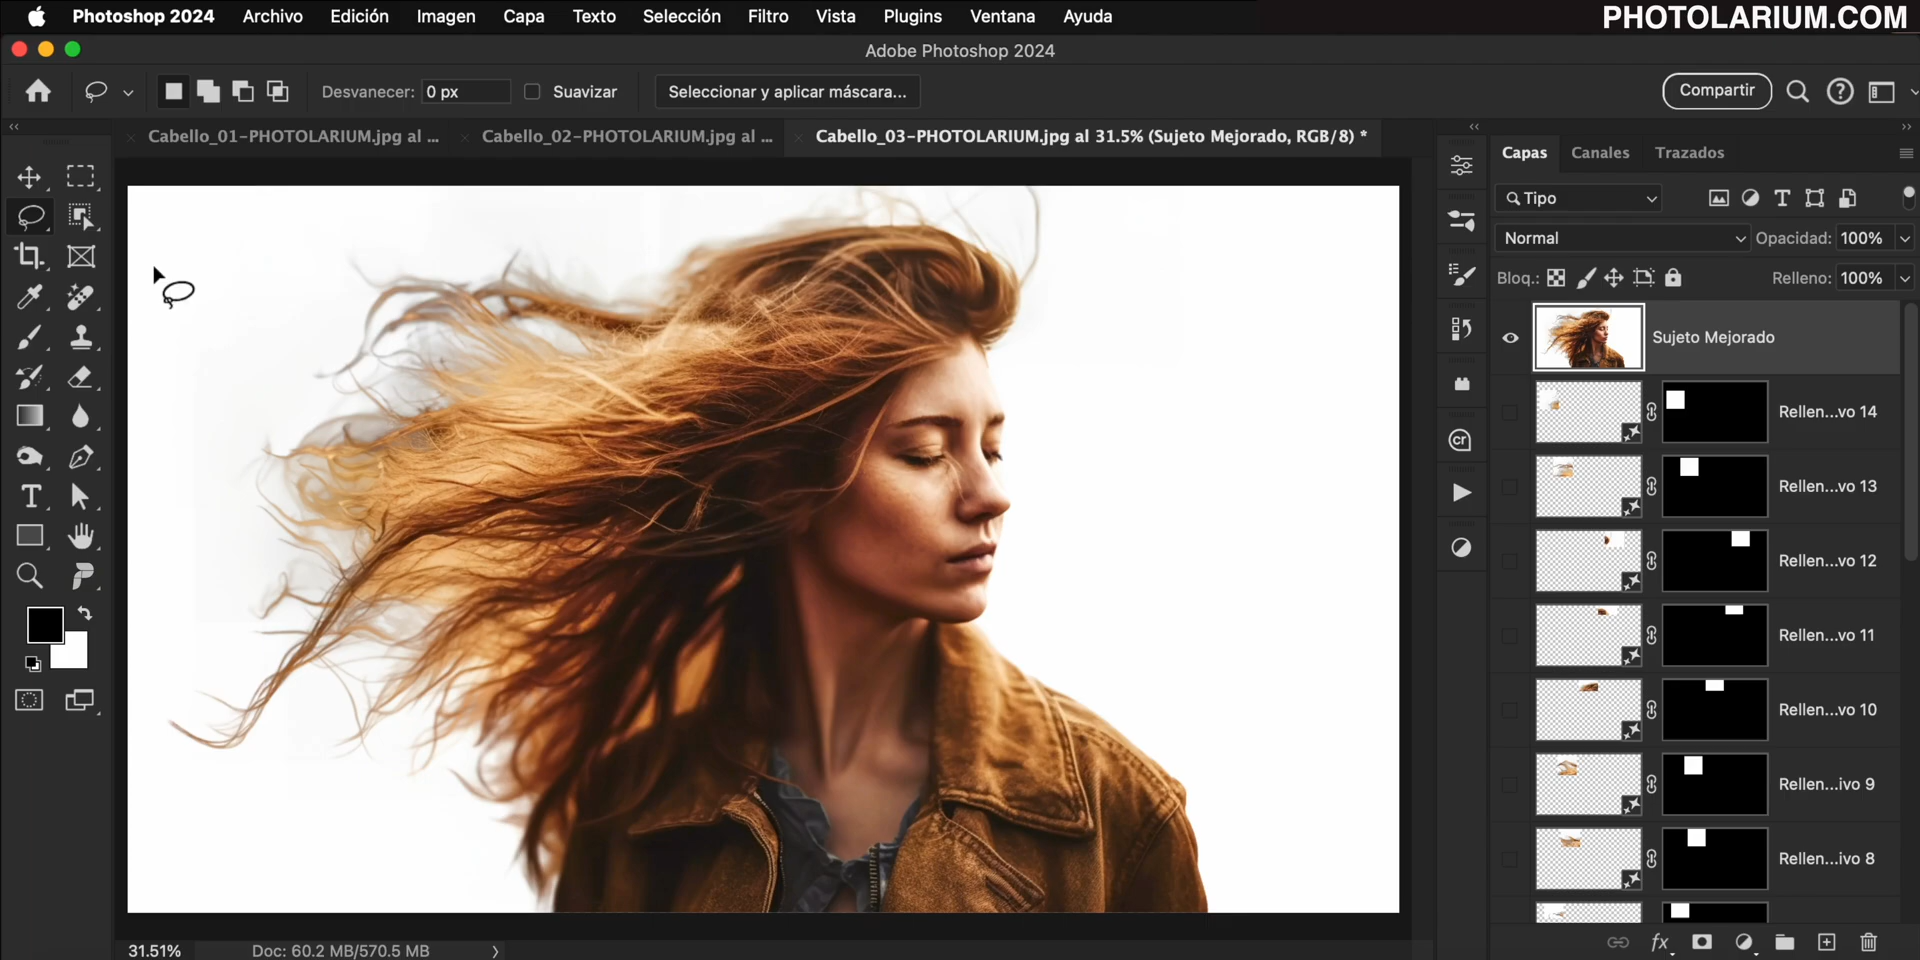 Photoshop 2024 Archivo Edición Imagen Capa Texto Selección Filtro Vista Plugins Ventana Ayuda
PHOTOLARIUM.COM
Adobe Photoshop 2024
Desvanecer: 0 px Suavizar Seleccionar y aplicar máscara... Compartir
Cabello_01-PHOTOLARIUM.jpg al ... Cabello_02-PHOTOLARIUM.jpg al ... Cabello_03-PHOTOLARIUM.jpg al 31.5% (Sujeto Mejorado, RGB/8) *
Capas Canales Trazados
Tipo
Normal Opacidad: 100%
Bloq.: Relleno: 100%
Sujeto Mejorado
Rellen...vo 14
Rellen...vo 13
Rellen...vo 12
Rellen...vo 11
Rellen...vo 10
Rellen...ivo 9
Rellen...ivo 8
fx
31.51% Doc: 60.2 MB/570.5 MB